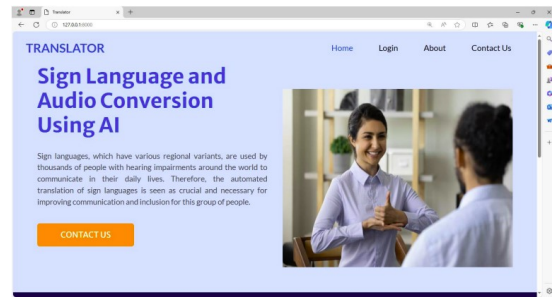 Translator
127.0.0.1
TRANSLATOR
Home Login About Contact Us
Sign Language and
Audio Conversion
Using AI
Sign languages, which have various regional variants, are used by
thousands of people with hearing impairments around the world to
communicate in their daily lives. Therefore, the automated
translation of sign languages is seen as crucial and necessary for
improving communication and inclusion for this group of people.
CONTACT US